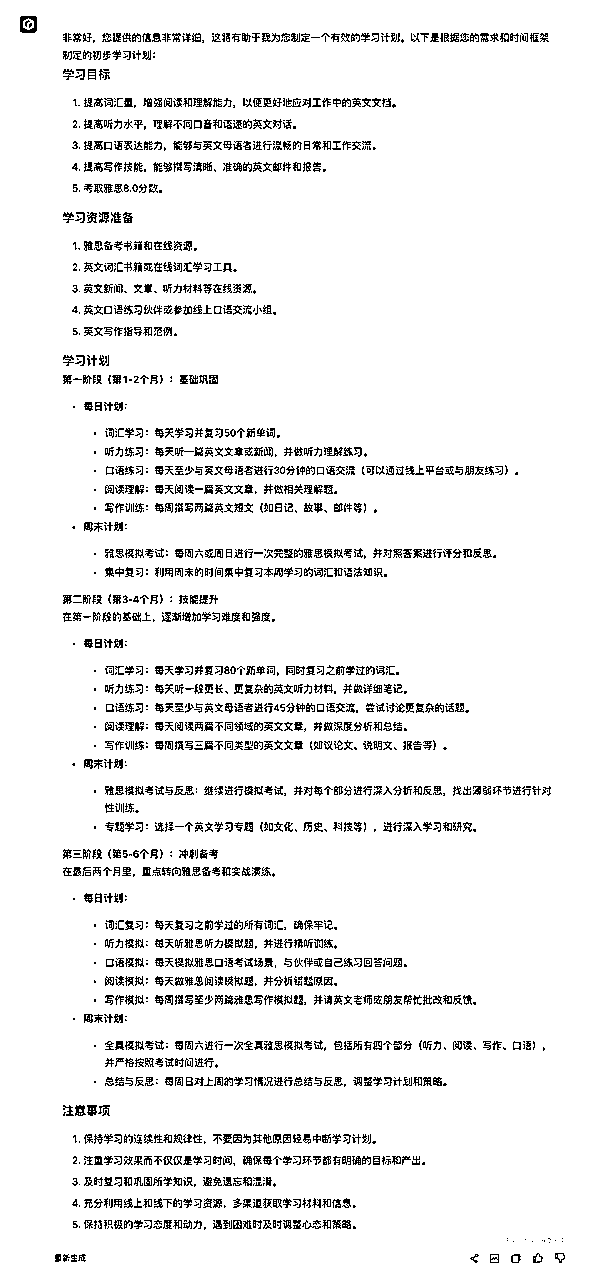 非常好，您提供的信息非常详细，这将有助于我为您制定一个有效的学习计划。以下是根据您的需求和时间框架
制定的初步学习计划：
学习目标
1. 提高词汇量，增强阅读和理解能力，以便更好地应对工作中的英文文档。
2. 提高听力水平，理解不同口音和语速的英文对话。
3. 提高口语表达能力，能够与英文母语者进行流畅的日常和工作交流。
4. 提高写作技能，能够撰写清晰、准确的英文邮件和报告。
5. 考取雅思8.0分数。
学习资源准备
1. 雅思备考书籍和在线资源。
2. 英文词汇书籍或在线词汇学习工具。
3. 英文新闻、文章、听力材料等在线资源。
4. 英文口语练习伙伴或参加线上口语交流小组。
5. 英文写作指导和范例。
学习计划
第一阶段（第1-2个月）：基础巩固
• 每日计划：
• 词汇学习：每天学习并复习50个新单词。
• 听力练习：每天听一篇英文文章或新闻，并做听力理解练习。
• 口语练习：每天至少与英文母语者进行30分钟的口语交流（可以通过线上平台或与朋友练习）。
• 阅读理解：每天阅读一篇英文文章，并做相关理解题。
• 写作训练：每周撰写两篇英文短文（如日记、故事、邮件等）。
• 周末计划：
• 雅思模拟考试：每周六或周日进行一次完整的雅思模拟考试，并对照答案进行评分和反思。
• 集中复习：利用周末的时间集中复习本周学习的词汇和语法知识。
第二阶段（第3-4个月）：技能提升
在第一阶段的基础上，逐渐增加学习难度和强度。
• 每日计划：
• 词汇学习：每天学习并复习80个新单词，同时复习之前学过的词汇。
• 听力练习：每天听一段更长、更复杂的英文听力材料，并做详细笔记。
• 口语练习：每天至少与英文母语者进行45分钟的口语交流，尝试讨论更复杂的话题。
• 阅读理解：每天阅读两篇不同领域的英文文章，并做深度分析和总结。
• 写作训练：每周撰写三篇不同类型的英文文章（如议论文、说明文、报告等）。
• 周末计划：
• 雅思模拟考试与反思：继续进行模拟考试，并对每个部分进行深入分析和反思，找出薄弱环节进行针对
性训练。
• 专题学习：选择一个英文学习专题（如文化、历史、科技等），进行深入学习和研究。
第三阶段（第5-6个月）：冲刺备考
在最后两个月里，重点转向雅思备考和实战演练。
• 每日计划：
• 词汇复习：每天复习之前学过的所有词汇，确保牢记。
• 听力模拟：每天听雅思听力模拟题，并进行精听训练。
• 口语模拟：每天模拟雅思口语考试场景，与伙伴或自己练习回答问题。
• 阅读模拟：每天做雅思阅读模拟题，并分析错题原因。
• 写作模拟：每周撰写至少两篇雅思写作模拟题，并请英文老师或朋友帮忙批改和反馈。
• 周末计划：
• 全真模拟考试：每周六进行一次全真雅思模拟考试，包括所有四个部分（听力、阅读、写作、口语），
并严格按照考试时间进行。
• 总结与反思：每周日对上周的学习情况进行总结与反思，调整学习计划和策略。
注意事项
1. 保持学习的连续性和规律性，不要因为其他原因轻易中断学习计划。
2. 注重学习效果而不仅仅是学习时间，确保每个学习环节都有明确的目标和产出。
3. 及时复习和巩固所学知识，避免遗忘和混淆。
4. 充分利用线上和线下的学习资源，多渠道获取学习材料和信息。
5. 保持积极的学习态度和动力，遇到困难时及时调整心态和策略。
重新生成